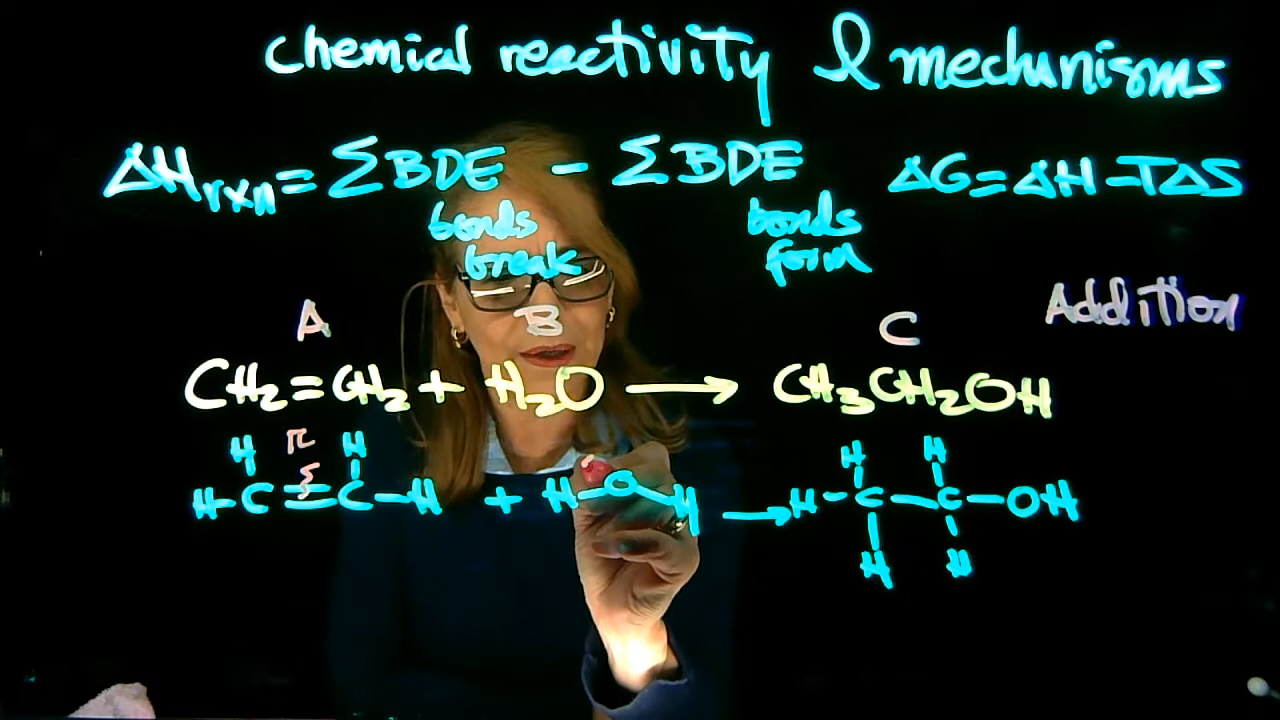 chemical reactivity & mechanisms
ΔHrxn = ΣBDE − ΣBDE ΔG = ΔH − TΔS
bonds break bonds form
Addition
A B C
CH₂=CH₂ + H₂O → CH₃CH₂OH
H π H H H
H-C=C-H + H-O-H → H-C-C-OH
H H